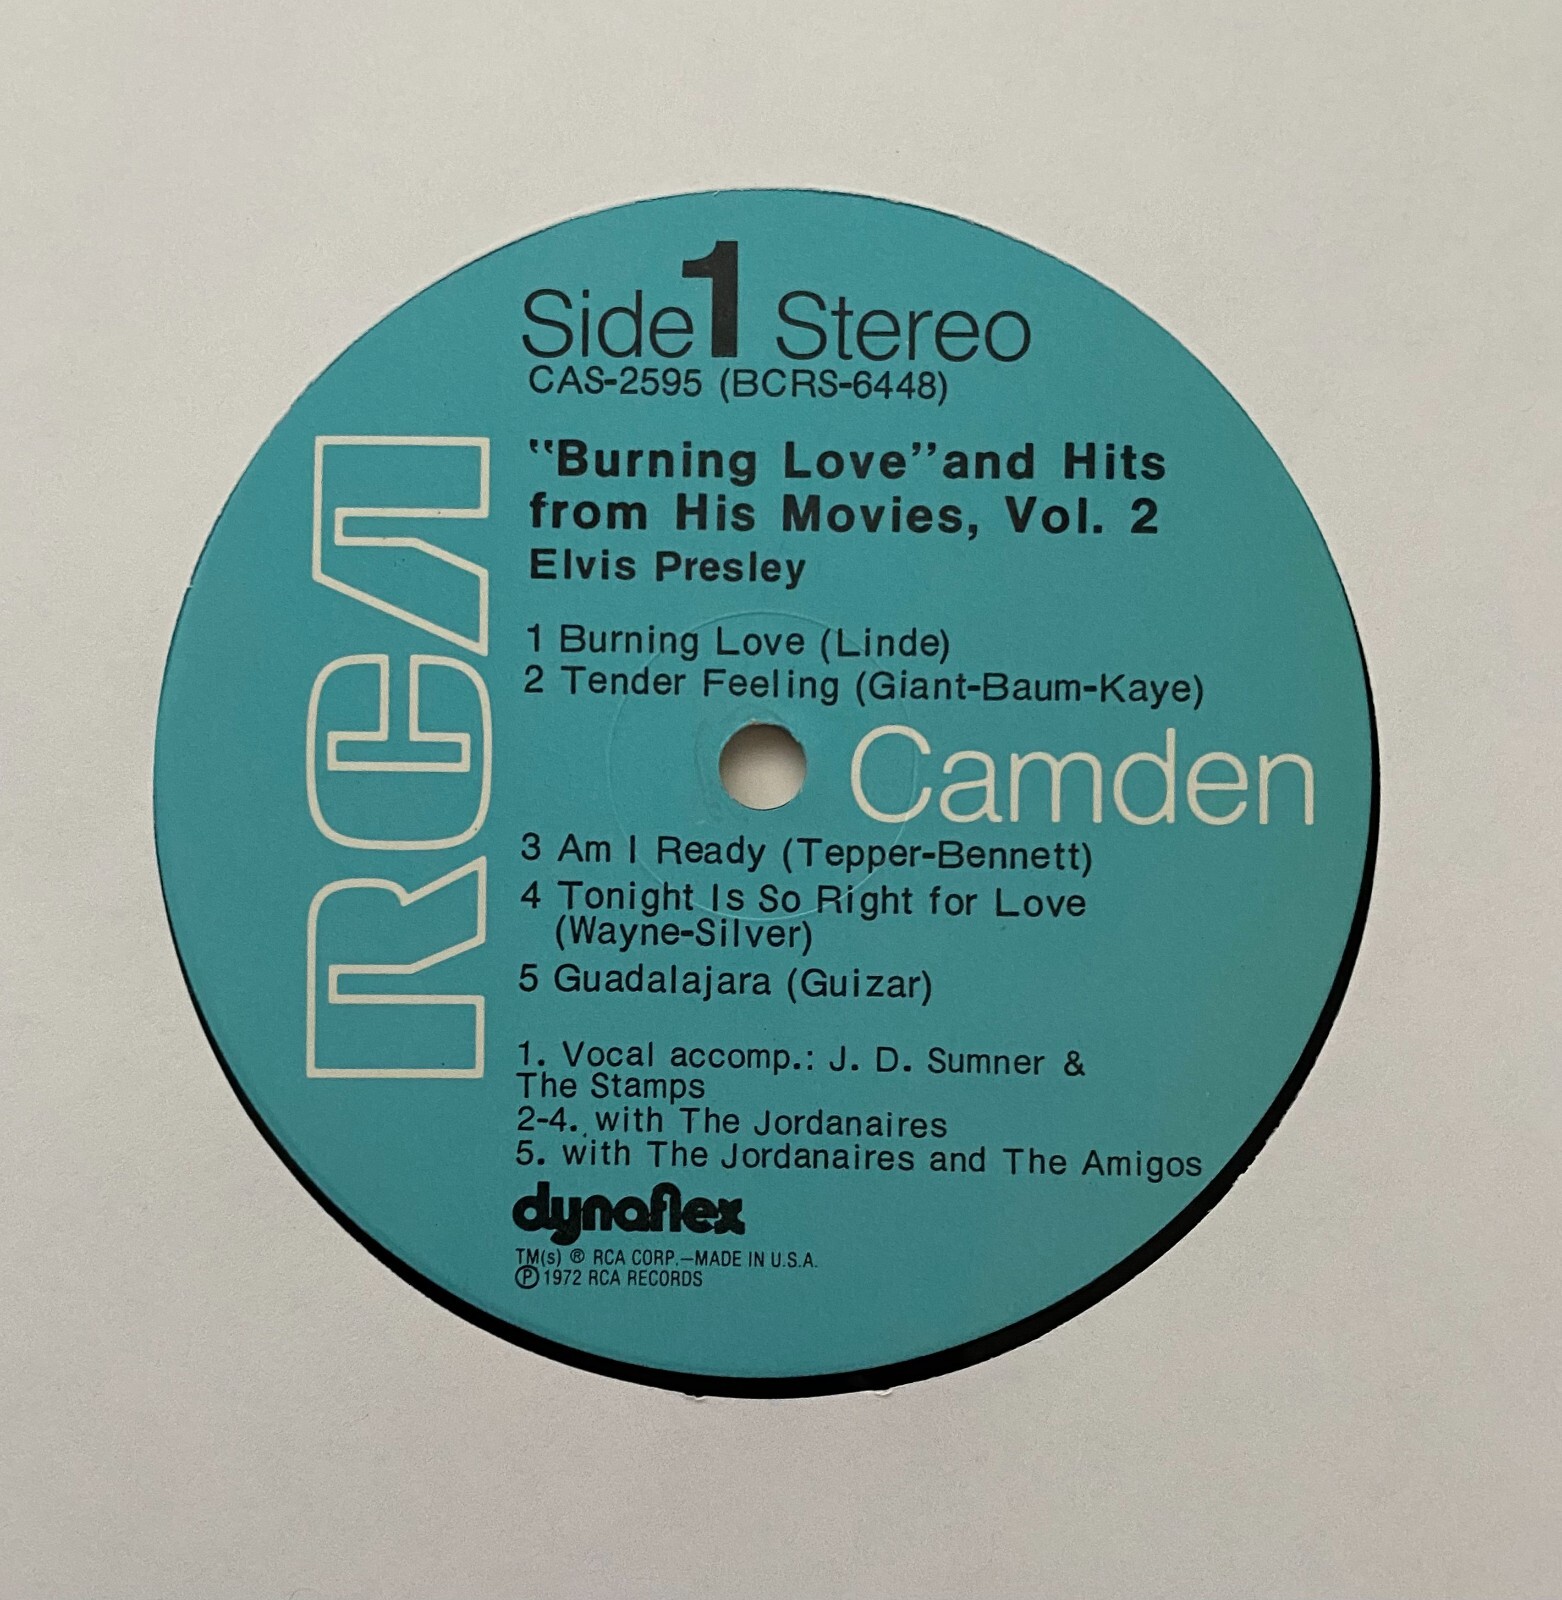 Side 1 Stereo
CAS-2595 (BCRS-6448)
"Burning Love" and Hits
from His Movies, Vol. 2
Elvis Presley
1 Burning Love (Linde)
2 Tender Feeling (Giant-Baum-Kaye)
RCA
Camden
3 Am I Ready (Tepper-Bennett)
4 Tonight Is So Right for Love
(Wayne-Silver)
5 Guadalajara (Guizar)
1. Vocal accomp.: J. D. Sumner &
The Stamps
2-4. with The Jordanaires
5. with The Jordanaires and The Amigos
dynaflex
TM(s) ® RCA CORP.—MADE IN U.S.A.
℗ 1972 RCA RECORDS